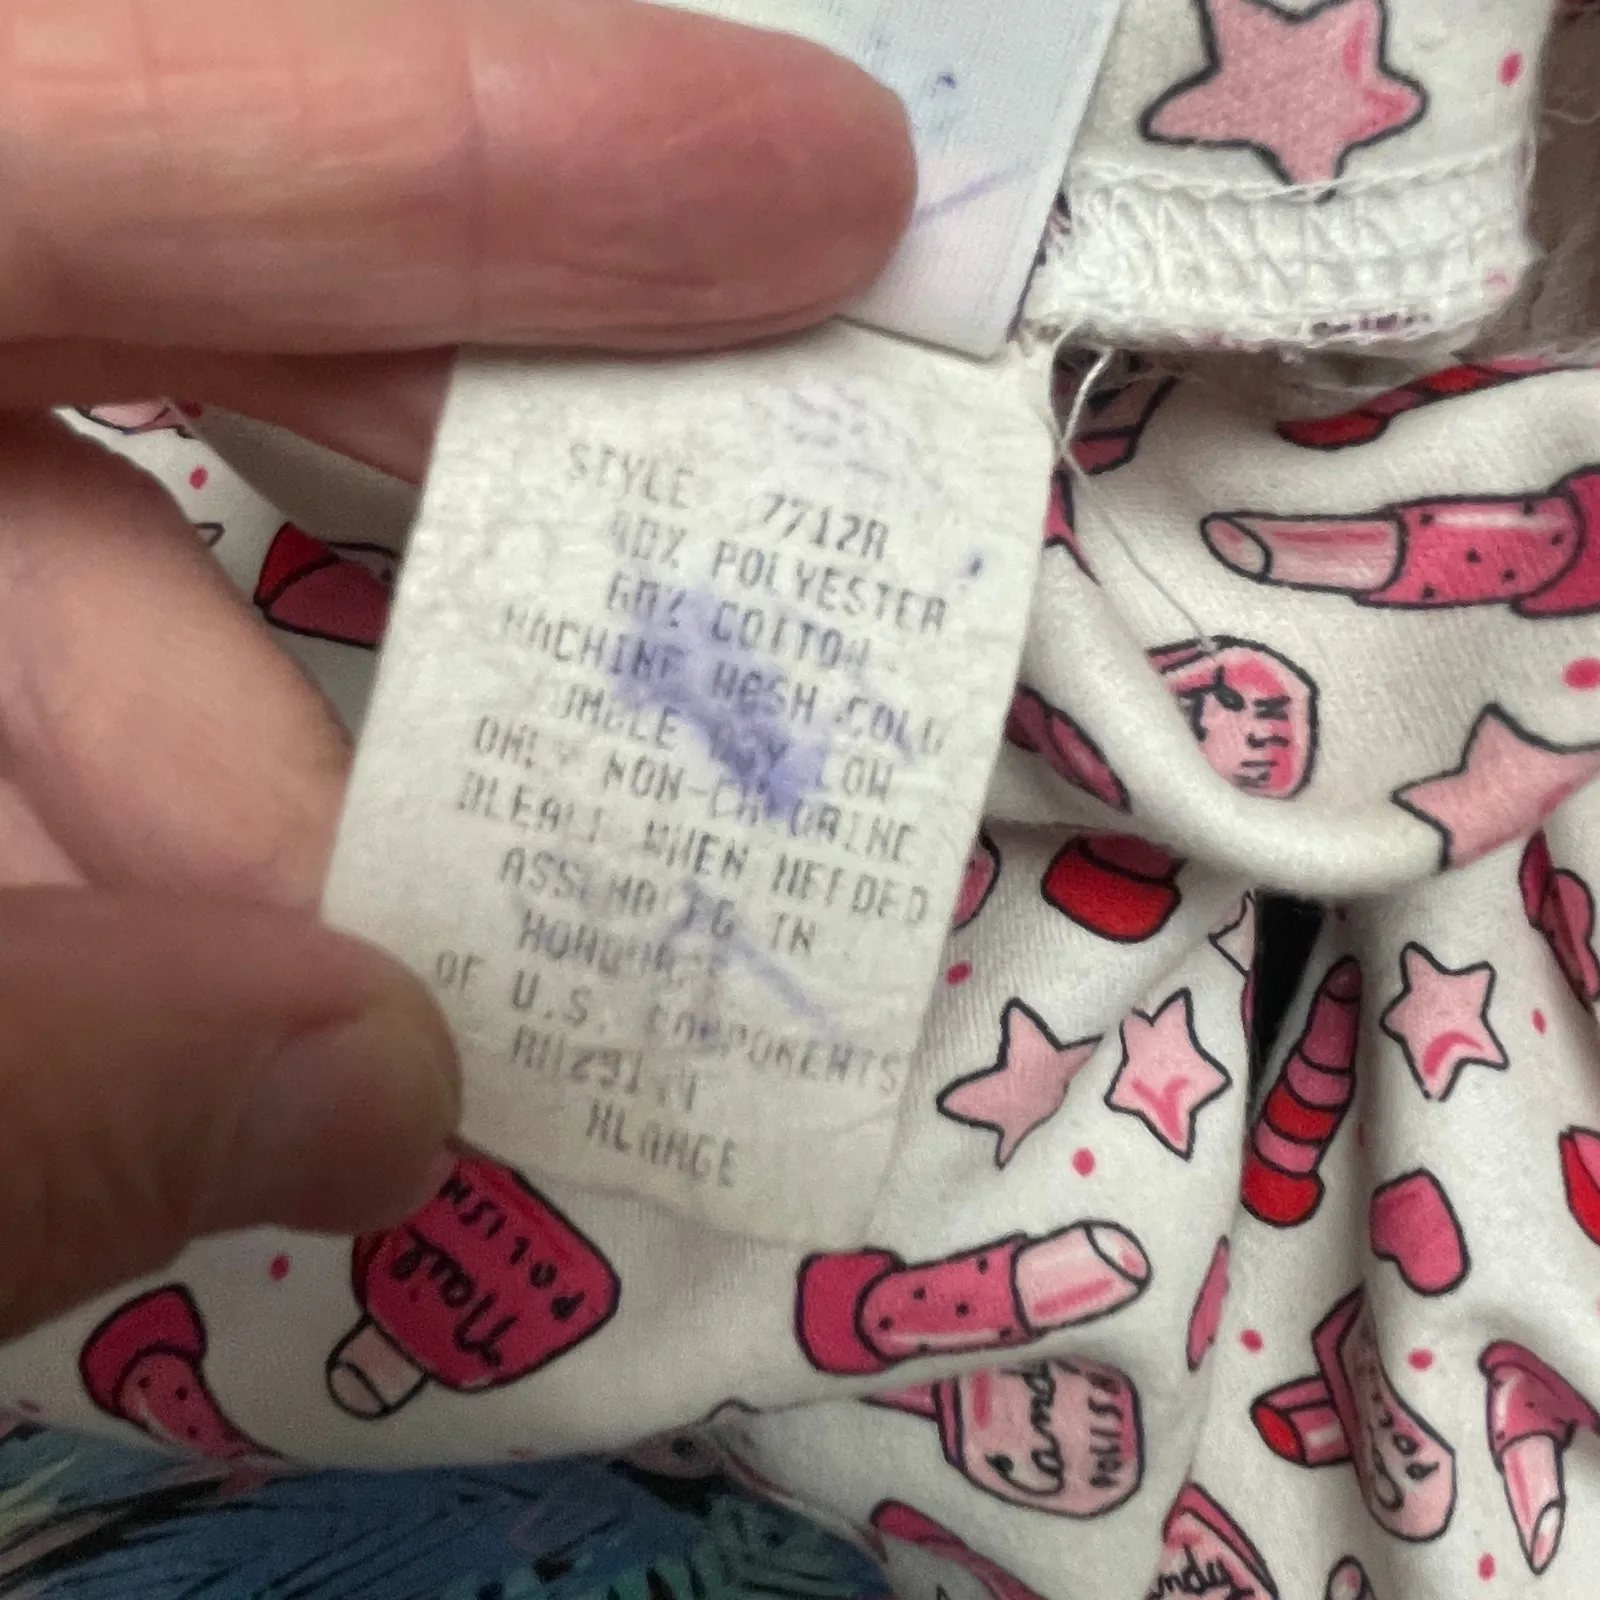 STYLE 7712R
40% POLYESTER
60% COTTON
MACHINE WASH COLD
TUMBLE DRY LOW
ONLY NON-CHLORINE
BLEACH WHEN NEEDED
ASSEMBLED IN
HONDURAS
OF U.S. COMPONENTS
XLARGE
Nail
POLISH
Candy
POLISH